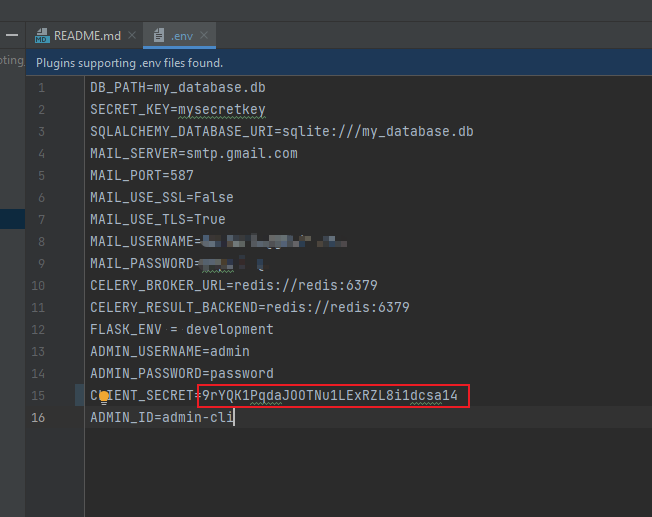 README.md
.env
Plugins supporting .env files found.
1 DB_PATH=my_database.db
2 SECRET_KEY=mysecretkey
3 SQLALCHEMY_DATABASE_URI=sqlite:///my_database.db
4 MAIL_SERVER=smtp.gmail.com
5 MAIL_PORT=587
6 MAIL_USE_SSL=False
7 MAIL_USE_TLS=True
8 MAIL_USERNAME=
9 MAIL_PASSWORD=
10 CELERY_BROKER_URL=redis://redis:6379
11 CELERY_RESULT_BACKEND=redis://redis:6379
12 FLASK_ENV = development
13 ADMIN_USERNAME=admin
14 ADMIN_PASSWORD=password
15 CLIENT_SECRET=9rYQK1PqdaJOOTNu1LExRZL8i1dcsa14
16 ADMIN_ID=admin-cli